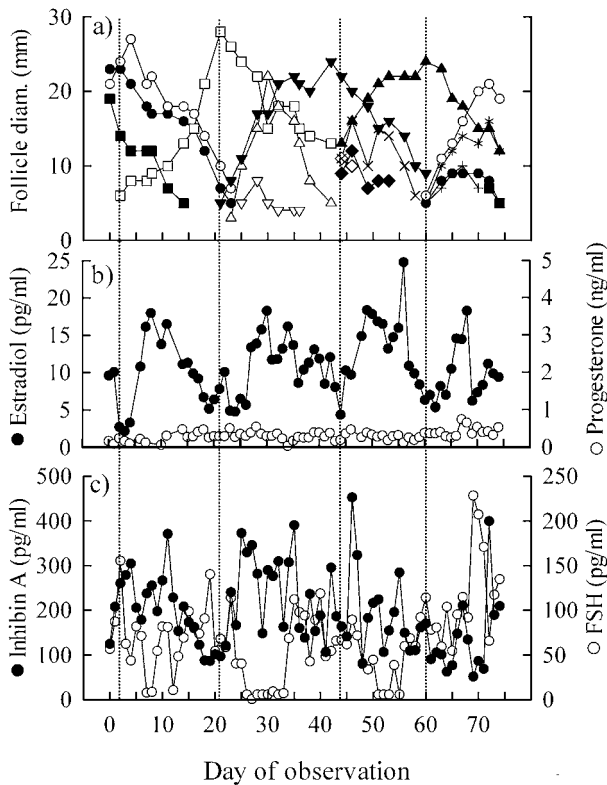 a)
Follicle diam. (mm)
30
20
10
0
b)
● Estradiol (pg/ml)
25
20
15
10
5
0
5
4
3
2
1
0
○ Progesterone (ng/ml)
c)
● Inhibin A (pg/ml)
500
400
300
200
100
0
250
200
150
100
50
0
○ FSH (pg/ml)
0 10 20 30 40 50 60 70
Day of observation